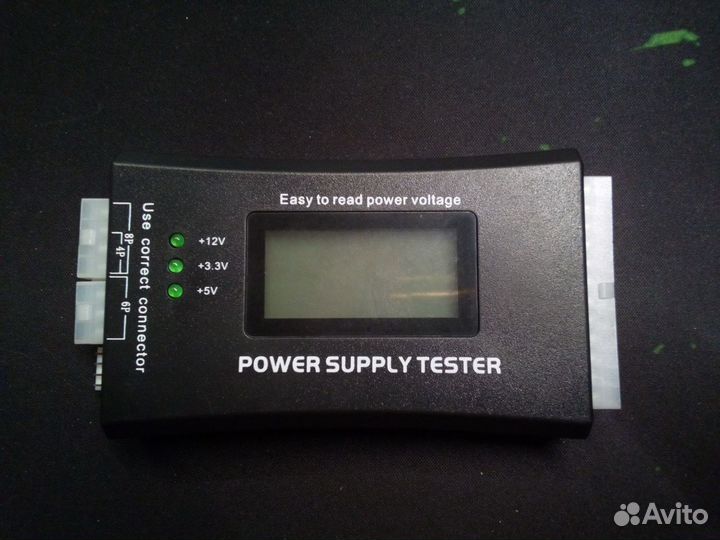 Easy to read power voltage
Use correct connector
8P
4P
6P
+12V
+3.3V
+5V
POWER SUPPLY TESTER
Avito